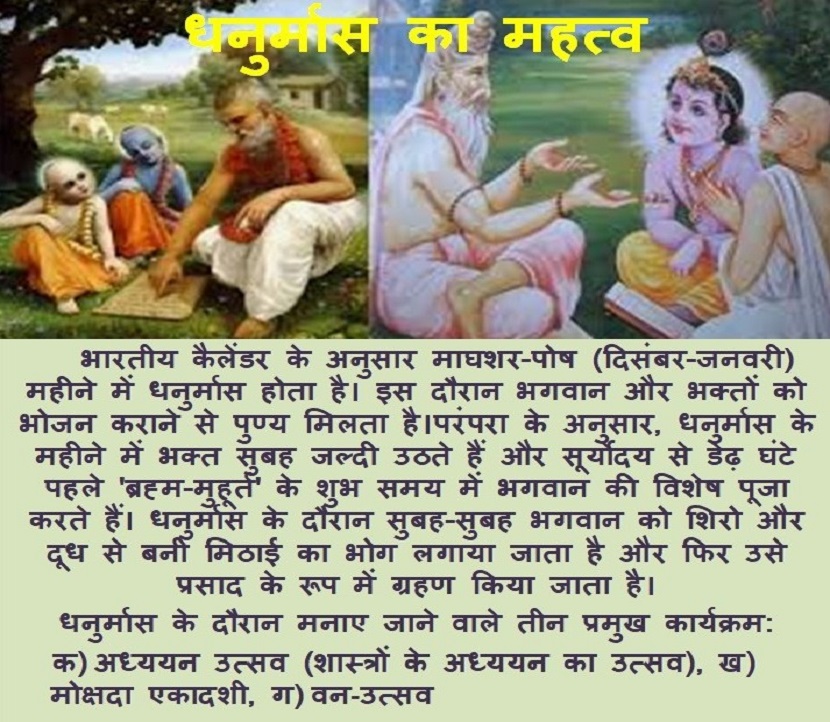 धनुर्मास का महत्व
भारतीय कैलेंडर के अनुसार माघशर-पोष (दिसंबर-जनवरी)
महीने में धनुर्मास होता है। इस दौरान भगवान और भक्तों को
भोजन कराने से पुण्य मिलता है।परंपरा के अनुसार, धनुर्मास के
महीने में भक्त सुबह जल्दी उठते हैं और सूर्योदय से डेढ़ घंटे
पहले 'ब्रह्म-मुहूर्त' के शुभ समय में भगवान की विशेष पूजा
करते हैं। धनुर्मास के दौरान सुबह-सुबह भगवान को शिरो और
दूध से बनी मिठाई का भोग लगाया जाता है और फिर उसे
प्रसाद के रूप में ग्रहण किया जाता है।
धनुर्मास के दौरान मनाए जाने वाले तीन प्रमुख कार्यक्रम:
क) अध्ययन उत्सव (शास्त्रों के अध्ययन का उत्सव), ख)
मोक्षदा एकादशी, ग) वन-उत्सव